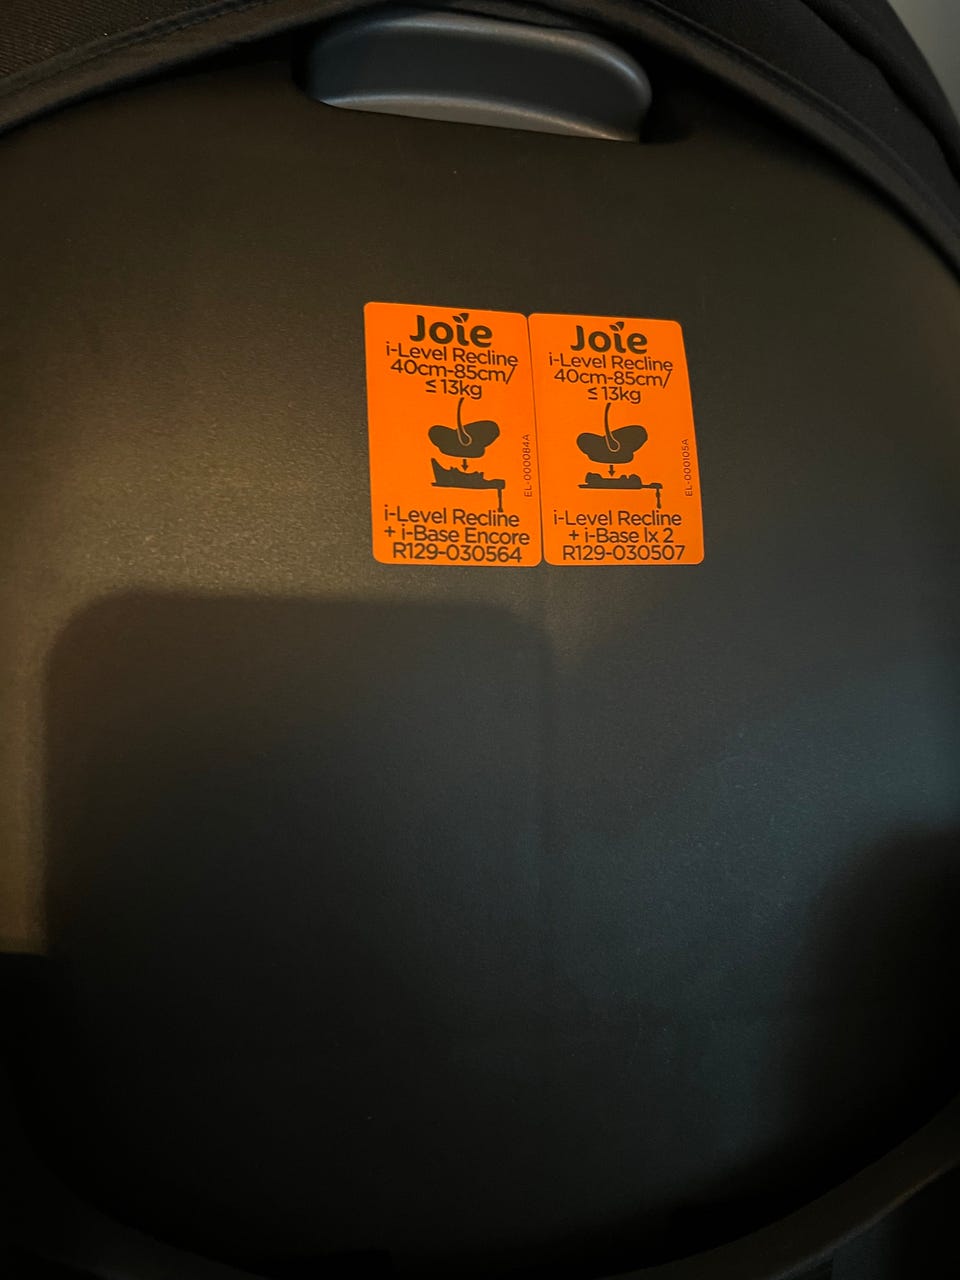 Joie
i-Level Recline
40cm-85cm/
≤ 13kg
EL-000084A
i-Level Recline
+ i-Base Encore
R129-030564
Joie
i-Level Recline
40cm-85cm/
≤ 13kg
EL-000105A
i-Level Recline
+ i-Base lx 2
R129-030507